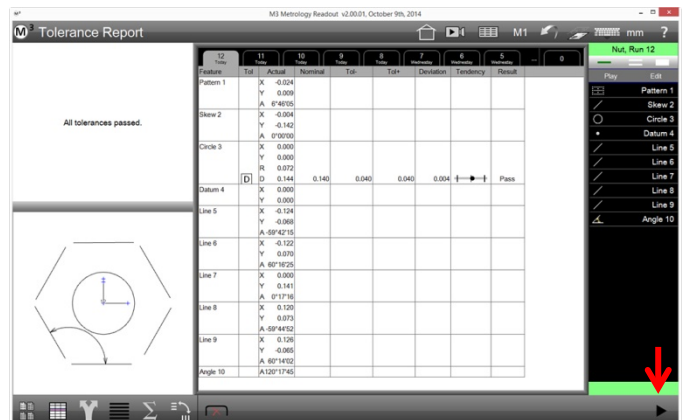 M³ Metrology Readout v2.00.01, October 9th, 2014
M³ Tolerance Report
M1
mm
?
All tolerances passed.
12 Today 11 Today 10 Today 9 Today 8 Today 7 Wednesday 6 Wednesday 5 Wednesday ... 0
Feature Tol Actual Nominal Tol- Tol+ Deviation Tendency Result
Pattern 1 X -0.024
Y 0.009
A 6°46'05
Skew 2 X -0.004
Y -0.142
A 0°00'00
Circle 3 X 0.000
Y 0.000
R 0.072
D D 0.144 0.140 0.040 0.040 0.004 Pass
Datum 4 X 0.000
Y 0.000
Line 5 X -0.124
Y -0.068
A -59°42'15
Line 6 X -0.122
Y 0.070
A 60°16'25
Line 7 X 0.000
Y 0.141
A 0°17'16
Line 8 X 0.120
Y 0.073
A -59°44'52
Line 9 X 0.126
Y -0.065
A 60°14'02
Angle 10 A 120°17'45
Nut, Run 12
Play Edit
Pattern 1
Skew 2
Circle 3
Datum 4
Line 5
Line 6
Line 7
Line 8
Line 9
Angle 10